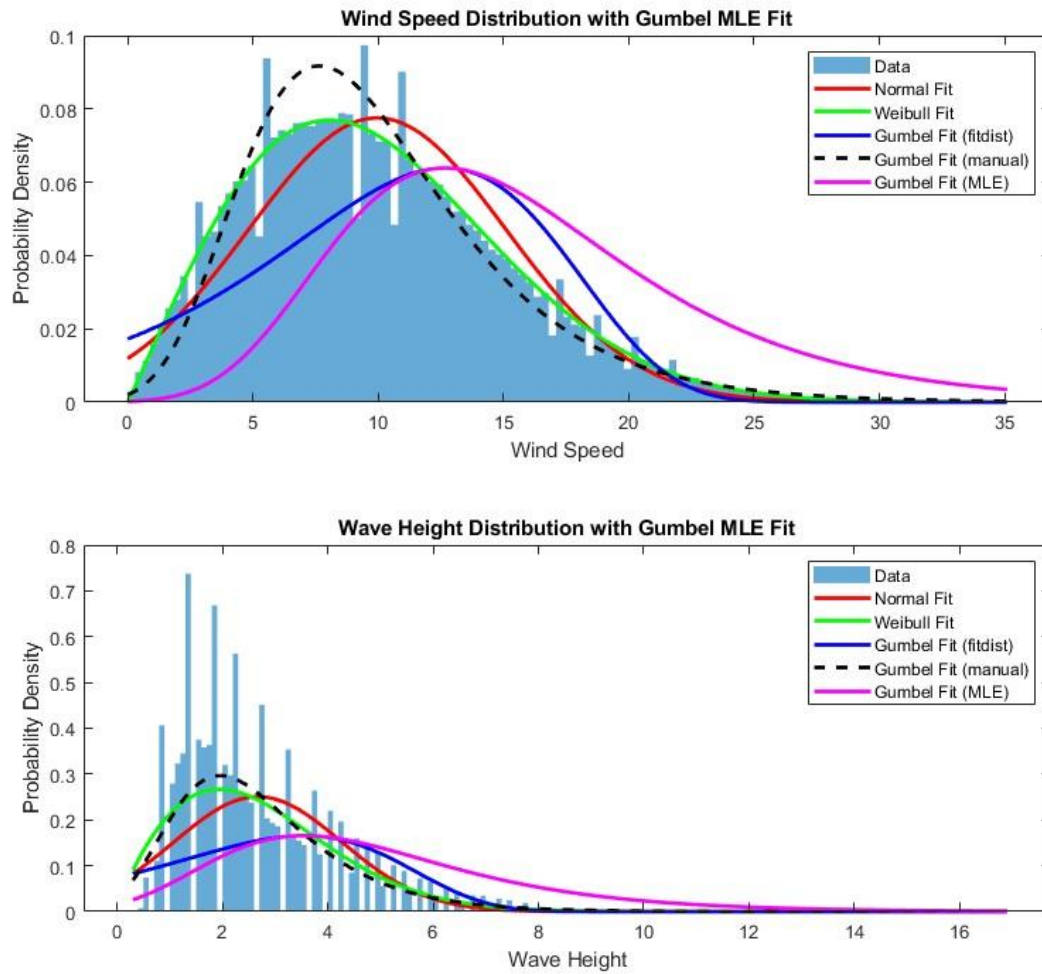 Wind Speed Distribution with Gumbel MLE Fit
0.1
0.08
0.06
0.04
0.02
0
Probability Density
Data
Normal Fit
Weibull Fit
Gumbel Fit (fitdist)
Gumbel Fit (manual)
Gumbel Fit (MLE)
0 5 10 15 20 25 30 35
Wind Speed
Wave Height Distribution with Gumbel MLE Fit
0.8
0.7
0.6
0.5
0.4
0.3
0.2
0.1
0
Probability Density
Data
Normal Fit
Weibull Fit
Gumbel Fit (fitdist)
Gumbel Fit (manual)
Gumbel Fit (MLE)
0 2 4 6 8 10 12 14 16
Wave Height